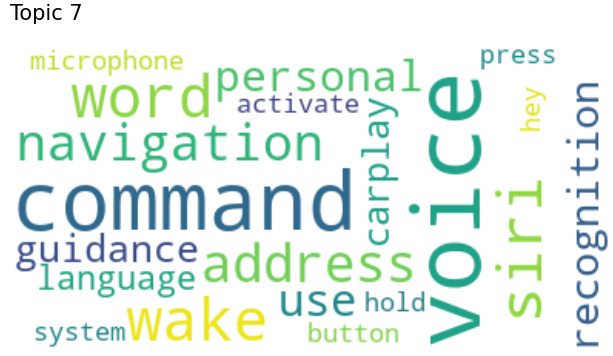 Topic 7
microphone
press
personal
word
activate
hey
voice
carplay
recognition
navigation
command
siri
guidance
address
language
use
hold
wake
system
button